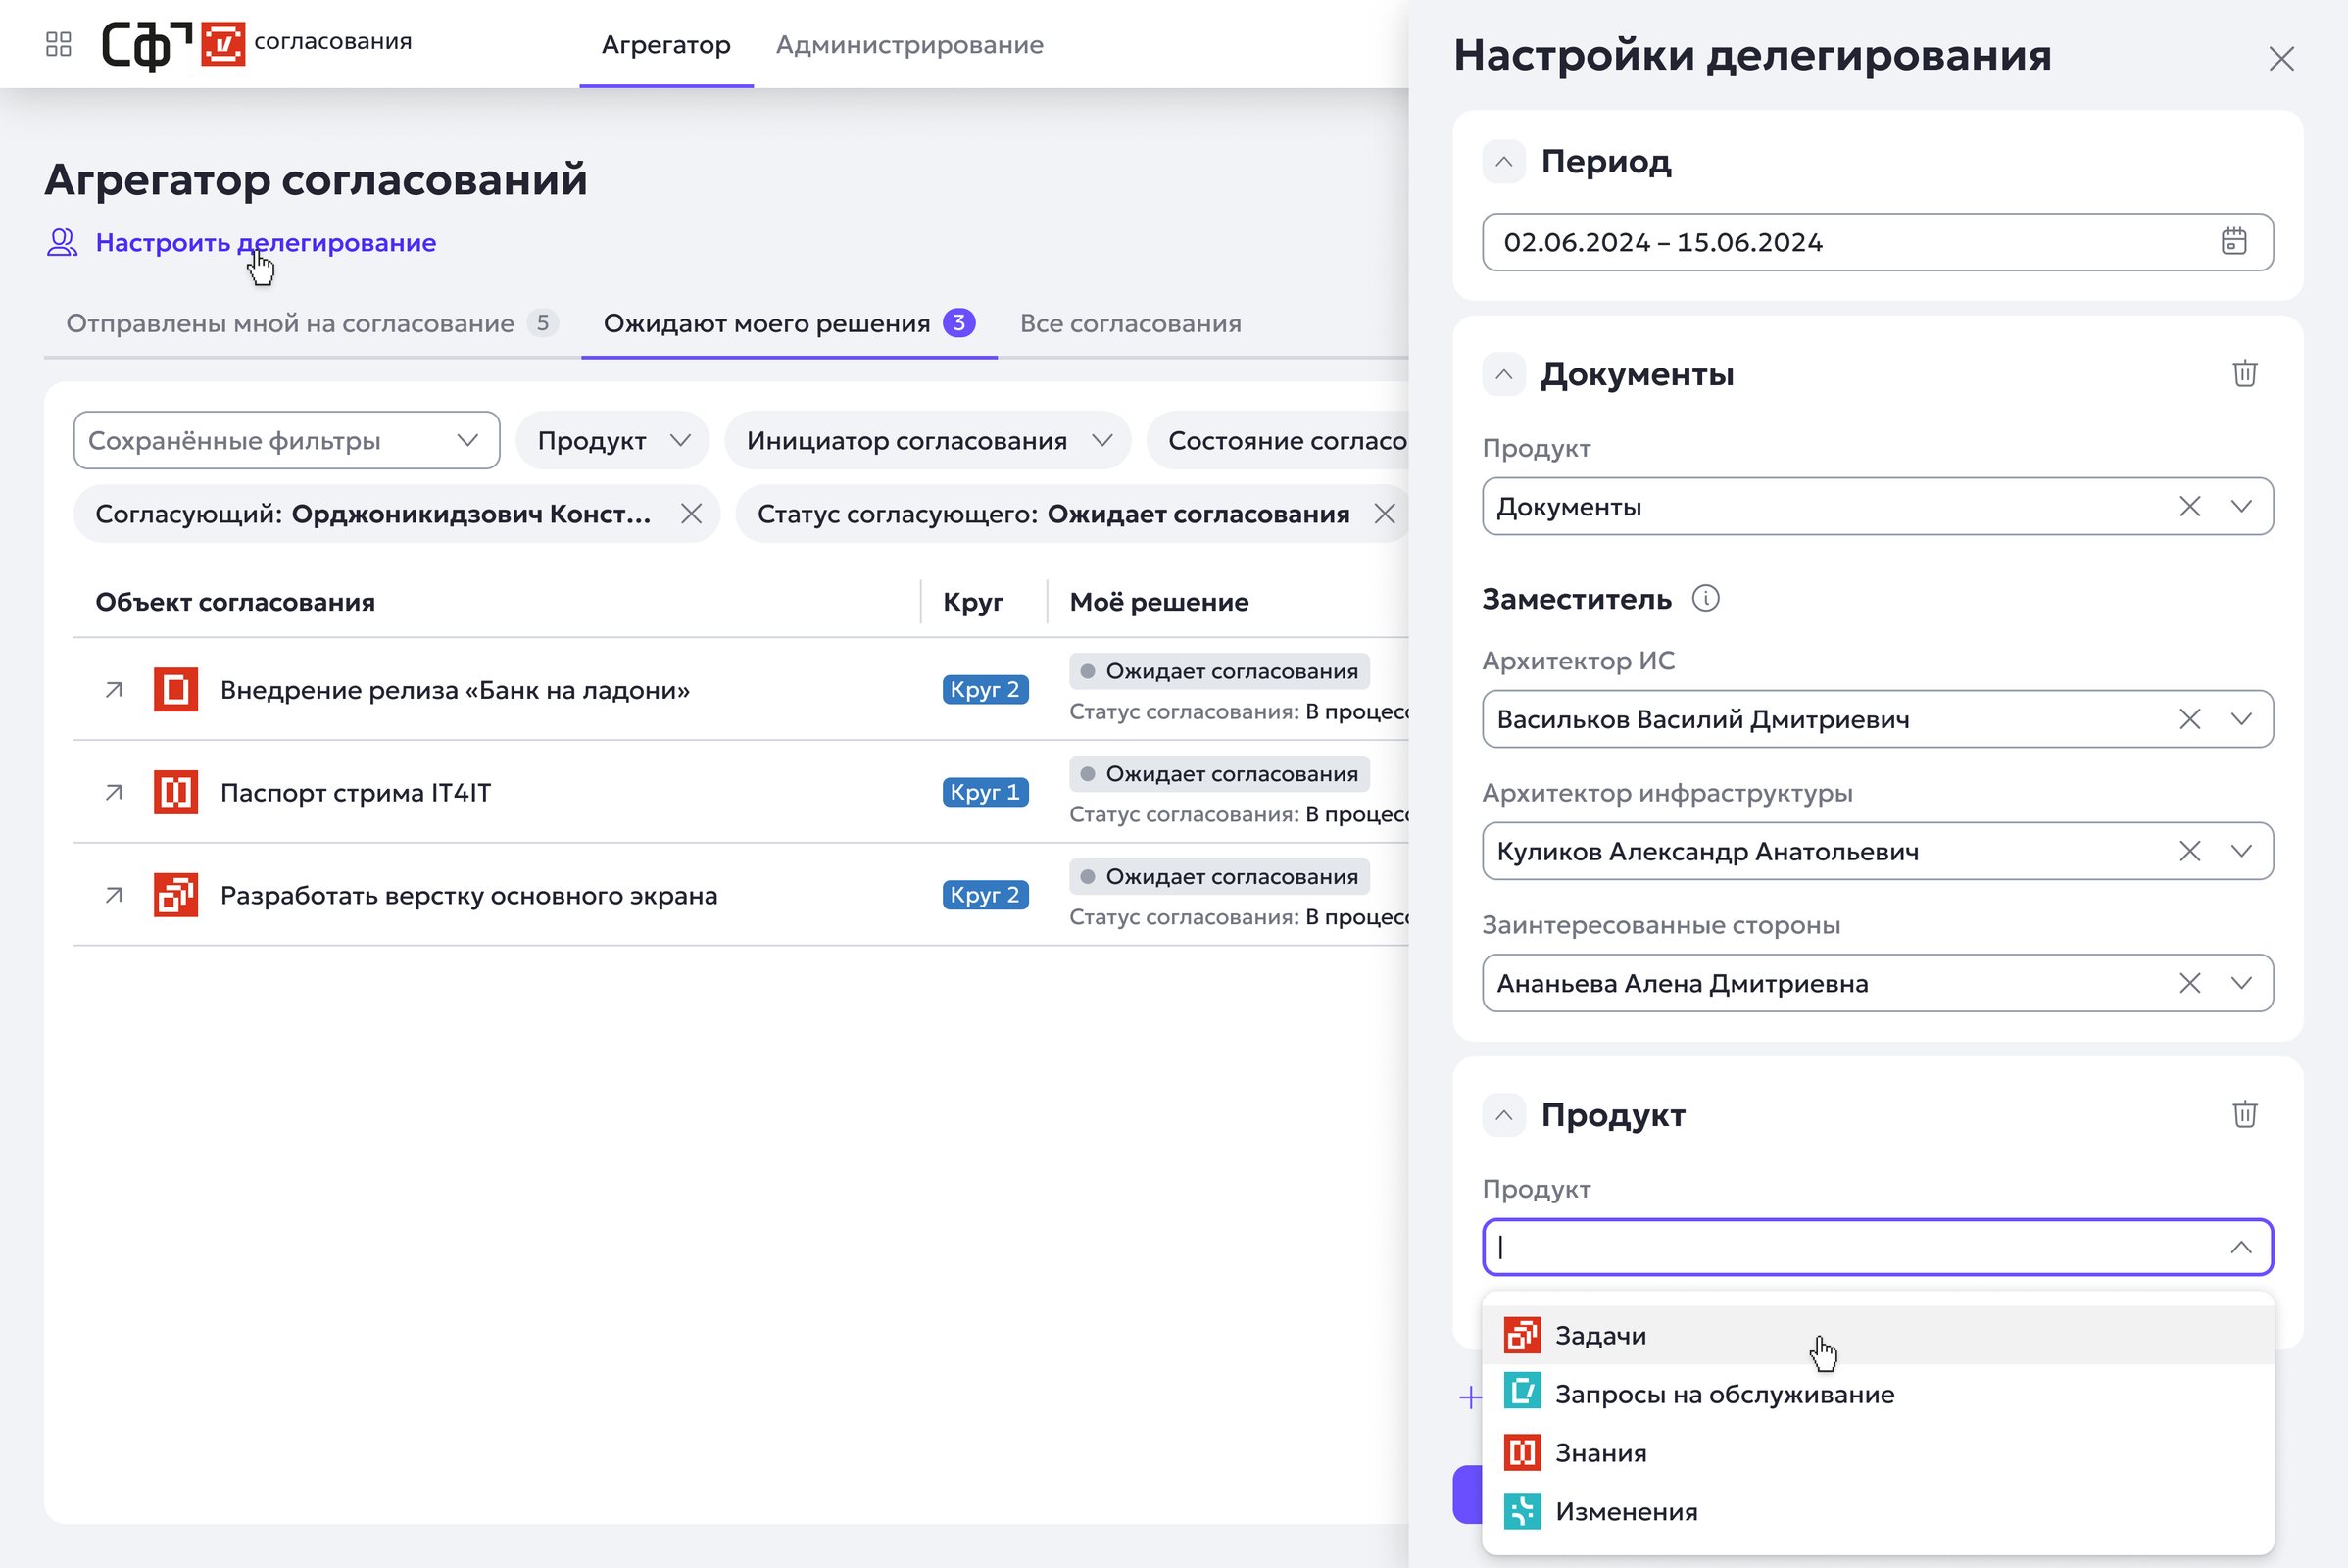 Сф согласования
Агрегатор
Администрирование
Агрегатор согласований
Настроить делегирование
Отправлены мной на согласование 5
Ожидают моего решения 3
Все согласования
Сохранённые фильтры
Продукт
Инициатор согласования
Состояние согласо
Согласующий: Орджоникидзович Конст...
Статус согласующего: Ожидает согласования
Объект согласования
Круг
Моё решение
Внедрение релиза «Банк на ладони»
Круг 2
Ожидает согласования
Статус согласования: В процесс
Паспорт стрима IT4IT
Круг 1
Ожидает согласования
Статус согласования: В процесс
Разработать верстку основного экрана
Круг 2
Ожидает согласования
Статус согласования: В процесс
Настройки делегирования
Период
02.06.2024 – 15.06.2024
Документы
Продукт
Документы
Заместитель
Архитектор ИС
Васильков Василий Дмитриевич
Архитектор инфраструктуры
Куликов Александр Анатольевич
Заинтересованные стороны
Ананьева Алена Дмитриевна
Продукт
Продукт
Задачи
Запросы на обслуживание
Знания
Изменения